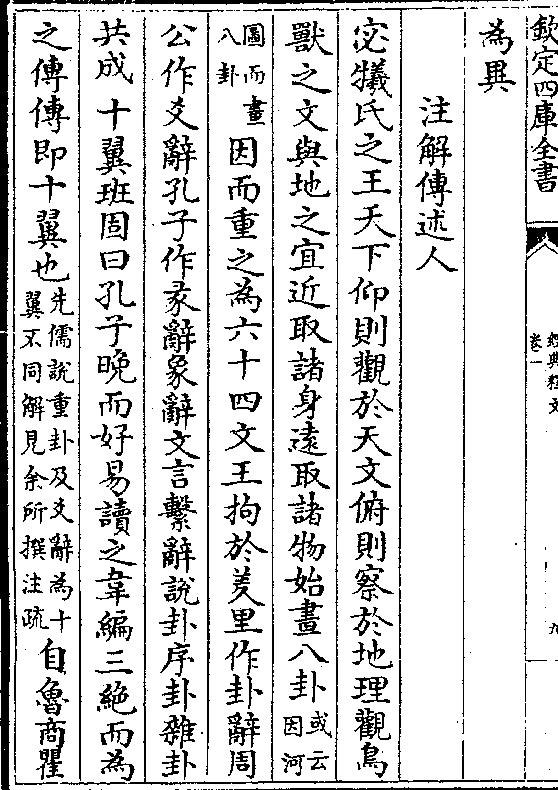 欽定四庫全書
經典釋文
卷一
九
為異
注解傳述人
宓犧氏之王天下仰則觀於天文俯則察於地理觀鳥
獸之文與地之宜近取諸身遠取諸物始畫八卦或云因河
圖而畫八卦因而重之為六十四文王拘於羑里作卦辭周
公作爻辭孔子作彖辭象辭文言繫辭說卦序卦雜卦
共成十翼班固曰孔子晚而好易讀之韋編三絶而為
之傳傳即十翼也先儒說重卦及爻辭為十翼不同解見余所撰注疏自魯商瞿